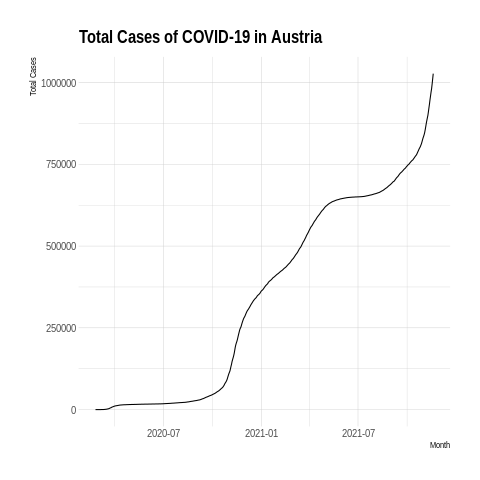 Total Cases of COVID-19 in Austria
Total Cases
1000000
750000
500000
250000
0
2020-07 2021-01 2021-07
Month